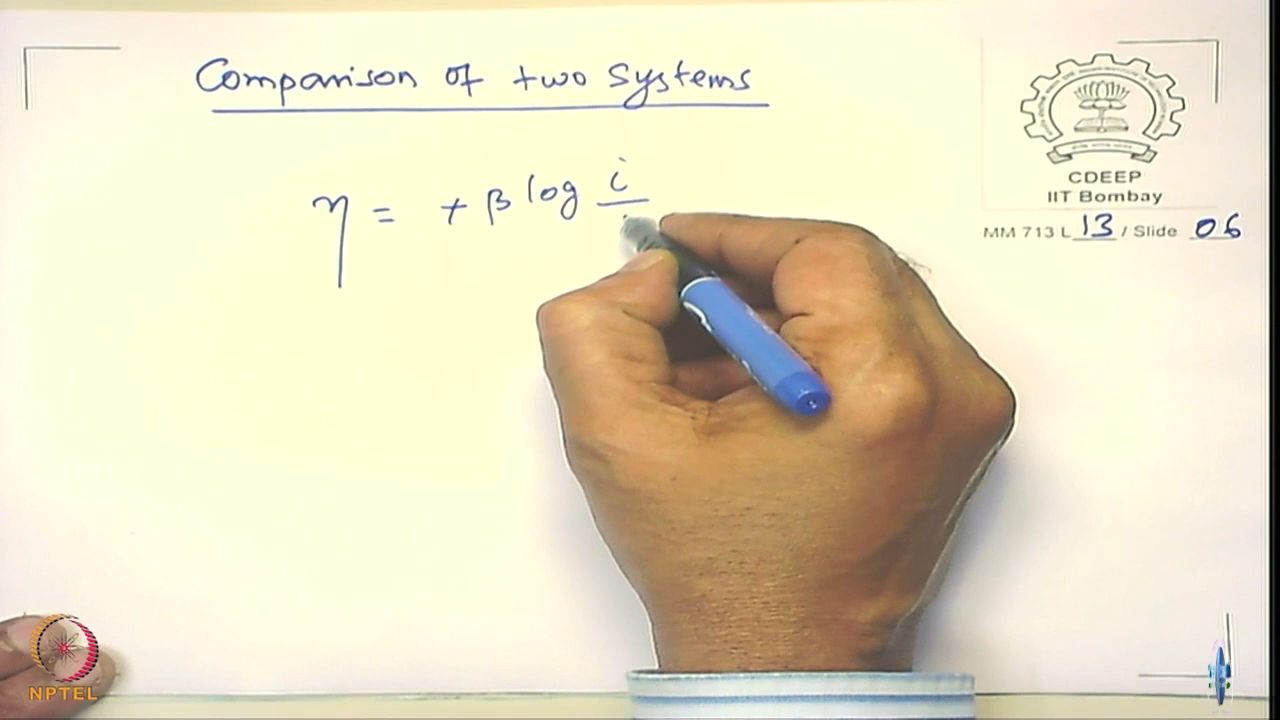 Comparison of two systems
η = + β log i
CDEEP
IIT Bombay
MM 713 L 13 / Slide 06
NPTEL